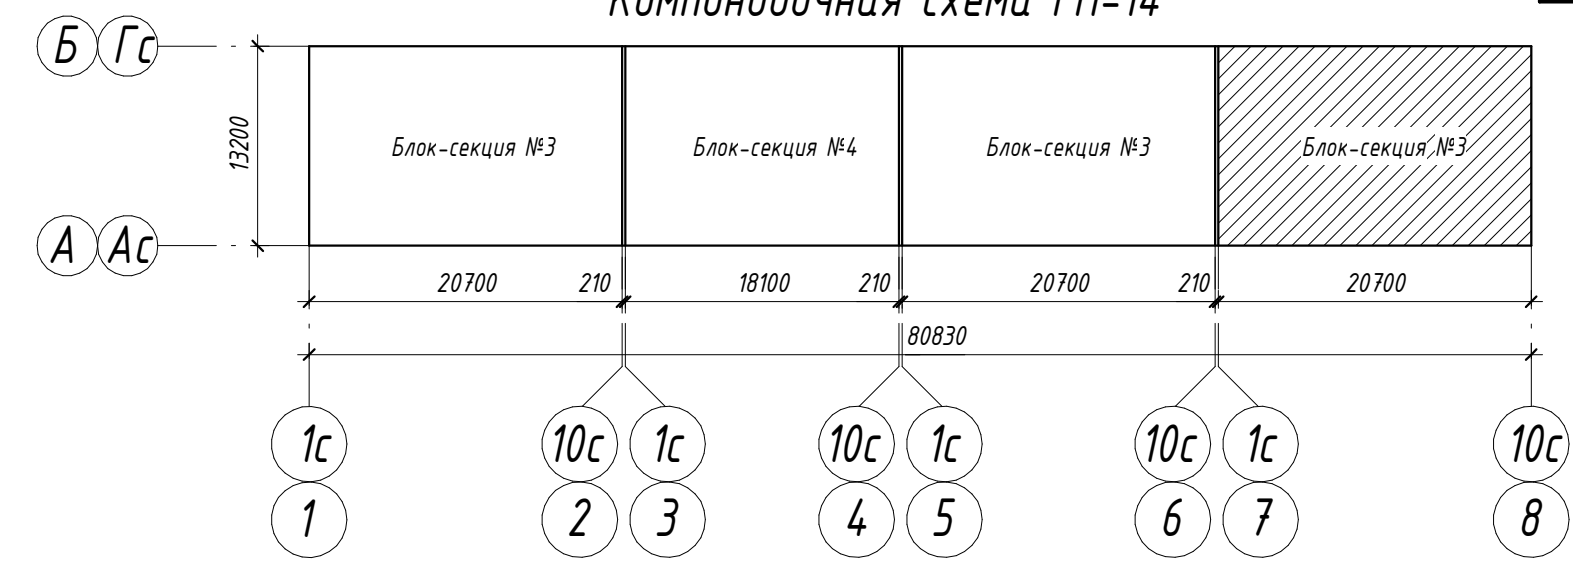 Компоновочная схема ГП-14
Б Гс
13200
Блок-секция №3 Блок-секция №4 Блок-секция №3 Блок-секция №3
А Ас
20700 210 18100 210 20700 210 20700
80830
1с 10с 1с 10с 1с 10с 1с 10с
1 2 3 4 5 6 7 8